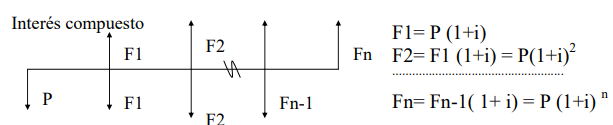 Interés compuesto
F1
F2
Fn
P
F1
F2
Fn-1
F1= P (1+i)
F2= F1 (1+i) = P(1+i)²
Fn= Fn-1( 1+ i) = P (1+i) ⁿ